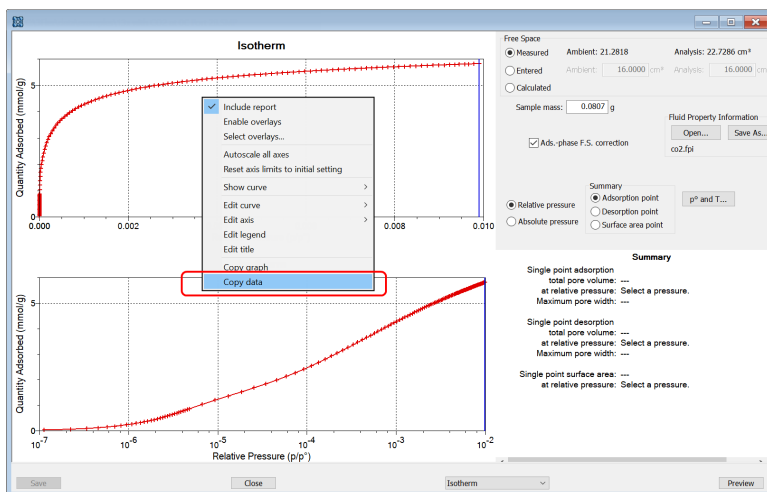 Isotherm
Quantity Adsorbed (mmol/g)
5
0
0.000
0.002
0.008
0.010
Include report
Enable overlays
Select overlays...
Autoscale all axes
Reset axis limits to initial setting
Show curve
Edit curve
Edit axis
Edit legend
Edit title
Copy graph
Copy data
Quantity Adsorbed (mmol/g)
5
0
10-7
10-6
10-5
10-4
10-3
10-2
Relative Pressure (p/p°)
Free Space
Measured Ambient: 21.2818 Analysis: 22.7286 cm³
Entered Ambient: 16.0000 cm³ Analysis: 16.0000 cm
Calculated
Sample mass: 0.0807 g
Ads.-phase F.S. correction
Fluid Property Information
Open... Save As...
co2.fpi
Relative pressure
Absolute pressure
Summary
Adsorption point
Desorption point
Surface area point
p° and T...
Summary
Single point adsorption
total pore volume: ---
at relative pressure: Select a pressure.
Maximum pore width: ---
Single point desorption
total pore volume: ---
at relative pressure: Select a pressure.
Maximum pore width: ---
Single point surface area: ---
at relative pressure: Select a pressure.
Save Close Isotherm Preview